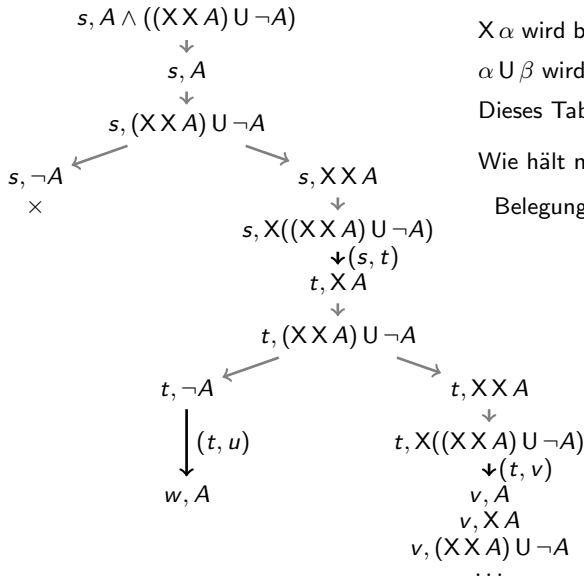 s, A ∧ ((X X A) U ¬A)
s, A
s, (X X A) U ¬A
s, ¬A
×
s, X X A
s, X((X X A) U ¬A)
(s, t)
t, X A
t, (X X A) U ¬A
t, ¬A
(t, u)
w, A
t, X X A
t, X((X X A) U ¬A)
(t, v)
v, A
v, X A
v, (X X A) U ¬A
...
X α wird b
α U β wird
Dieses Tab
Wie hält m
Belegung